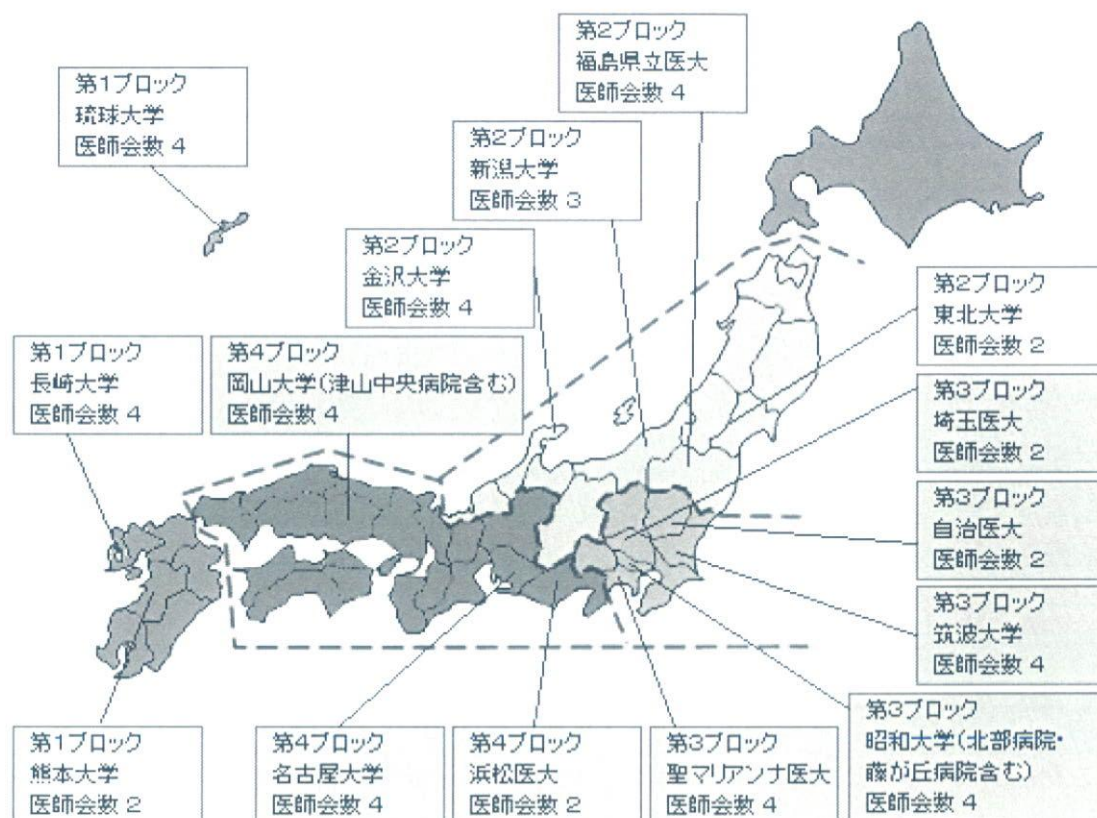 第2ブロック
福島県立医大
医師会数 4
第1ブロック
琉球大学
医師会数 4
第2ブロック
新潟大学
医師会数 3
第2ブロック
金沢大学
医師会数 4
第2ブロック
東北大学
医師会数 2
第1ブロック
長崎大学
医師会数 4
第4ブロック
岡山大学(津山中央病院含む)
医師会数 4
第3ブロック
埼玉医大
医師会数 2
第3ブロック
自治医大
医師会数 2
第3ブロック
筑波大学
医師会数 4
第1ブロック
熊本大学
医師会数 2
第4ブロック
名古屋大学
医師会数 4
第4ブロック
浜松医大
医師会数 2
第3ブロック
聖マリアンナ医大
医師会数 4
第3ブロック
昭和大学(北部病院・
藤が丘病院含む)
医師会数 4